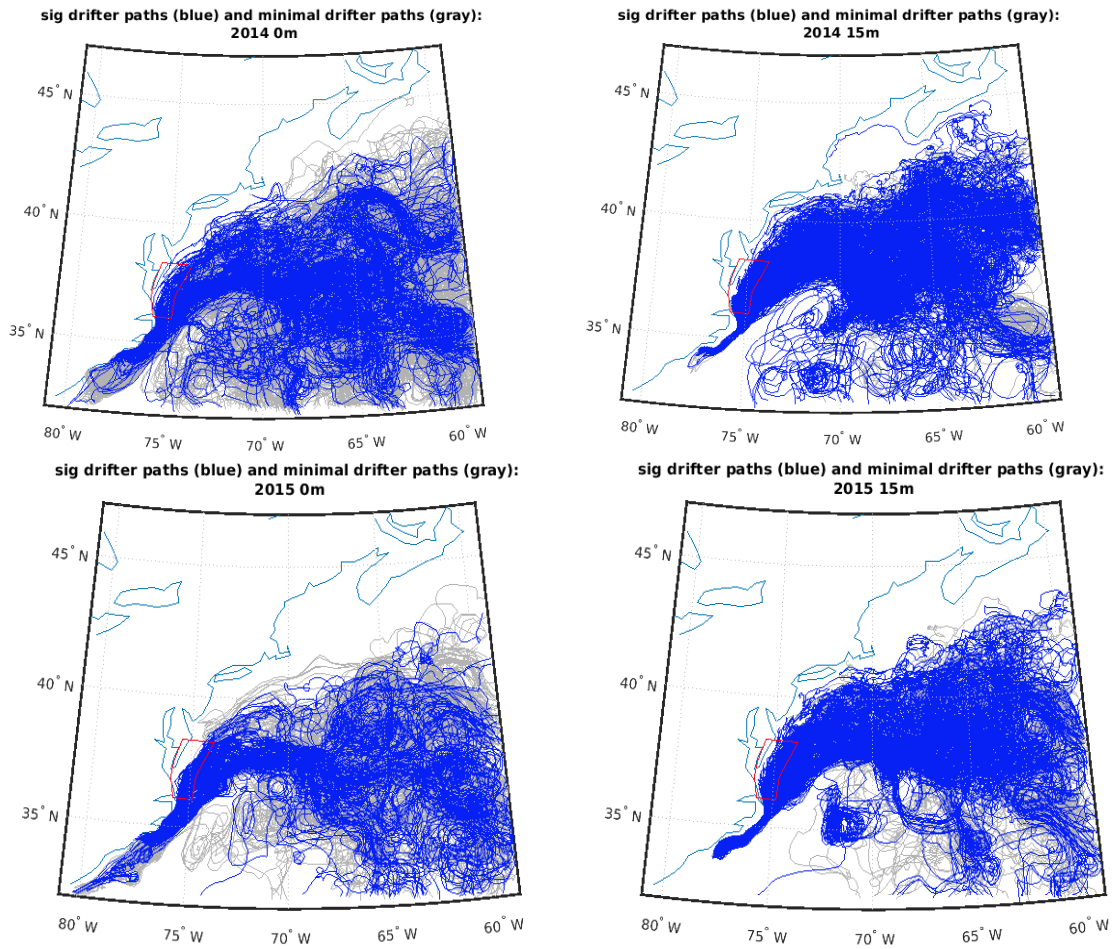 sig drifter paths (blue) and minimal drifter paths (gray):
2014 0m
45° N
40° N
35° N
80° W
75° W
70° W
65° W
60° W
sig drifter paths (blue) and minimal drifter paths (gray):
2014 15m
45° N
40° N
35° N
80° W
75° W
70° W
65° W
60° W
sig drifter paths (blue) and minimal drifter paths (gray):
2015 0m
45° N
40° N
35° N
80° W
75° W
70° W
65° W
60° W
sig drifter paths (blue) and minimal drifter paths (gray):
2015 15m
45° N
40° N
35° N
80° W
75° W
70° W
65° W
60° W